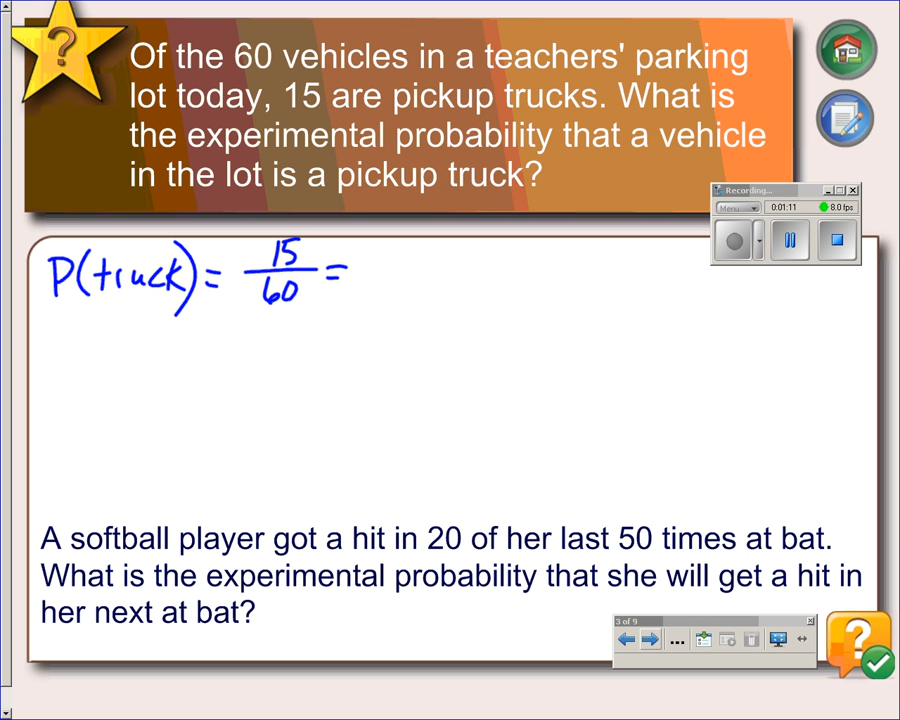 ?
Of the 60 vehicles in a teachers' parking
lot today, 15 are pickup trucks. What is
the experimental probability that a vehicle
in the lot is a pickup truck?
Recording...
Menu
0:01:11
8.0 fps
P(truck) = 15/60 =
A softball player got a hit in 20 of her last 50 times at bat.
What is the experimental probability that she will get a hit in
her next at bat?
3 of 9
?